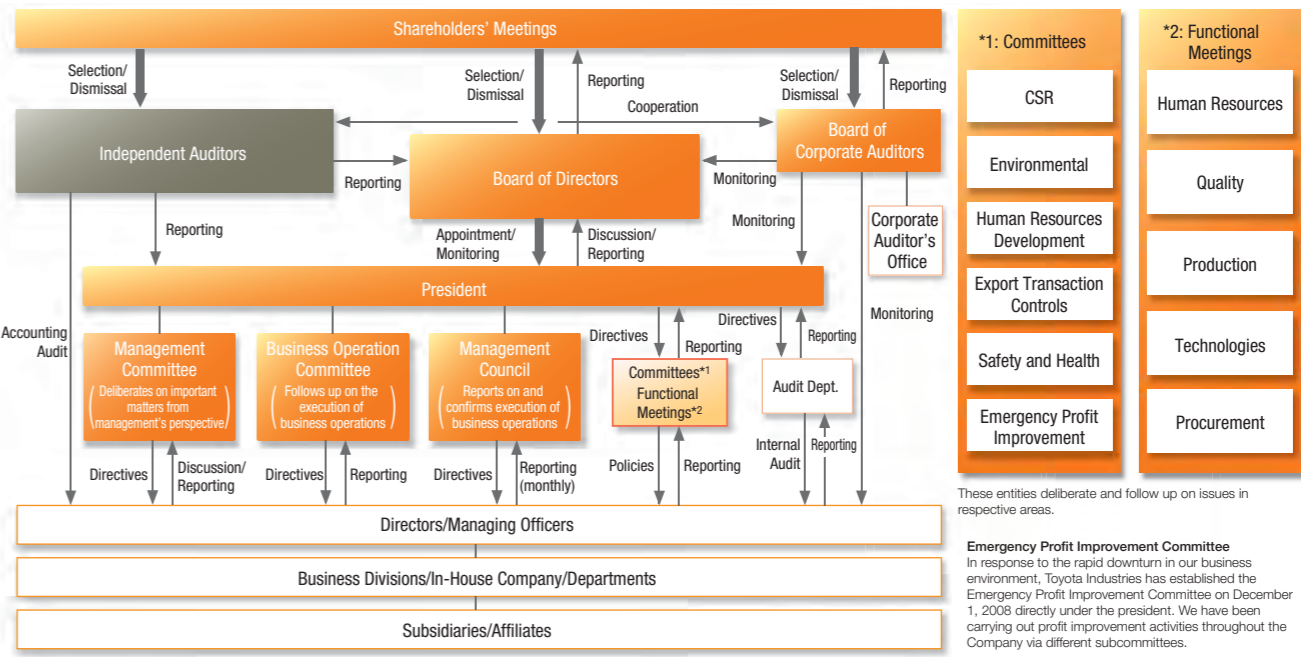 Shareholders' Meetings
Selection/
Dismissal
Selection/
Dismissal
Reporting
Selection/
Dismissal
Reporting
Cooperation
Independent Auditors
Board of
Corporate Auditors
Reporting
Board of Directors
Monitoring
Reporting
Appointment/
Monitoring
Discussion/
Reporting
Monitoring
Corporate
Auditor's
Office
President
Accounting
Audit
Monitoring
Directives
Reporting
Directives
Reporting
Management
Committee
(Deliberates on important
matters from
management's perspective)
Business Operation
Committee
(Follows up on the
execution of
business operations)
Management
Council
(Reports on and
confirms execution of
business operations)
Committees*1
Functional
Meetings*2
Audit Dept.
Directives
Discussion/
Reporting
Directives
Reporting
Directives
Reporting
(monthly)
Policies
Reporting
Internal
Audit
Reporting
Directors/Managing Officers
Business Divisions/In-House Company/Departments
Subsidiaries/Affiliates
*1: Committees
CSR
Environmental
Human Resources
Development
Export Transaction
Controls
Safety and Health
Emergency Profit
Improvement
*2: Functional
Meetings
Human Resources
Quality
Production
Technologies
Procurement
These entities deliberate and follow up on issues in
respective areas.
Emergency Profit Improvement Committee
In response to the rapid downturn in our business
environment, Toyota Industries has established the
Emergency Profit Improvement Committee on December
1, 2008 directly under the president. We have been
carrying out profit improvement activities throughout the
Company via different subcommittees.